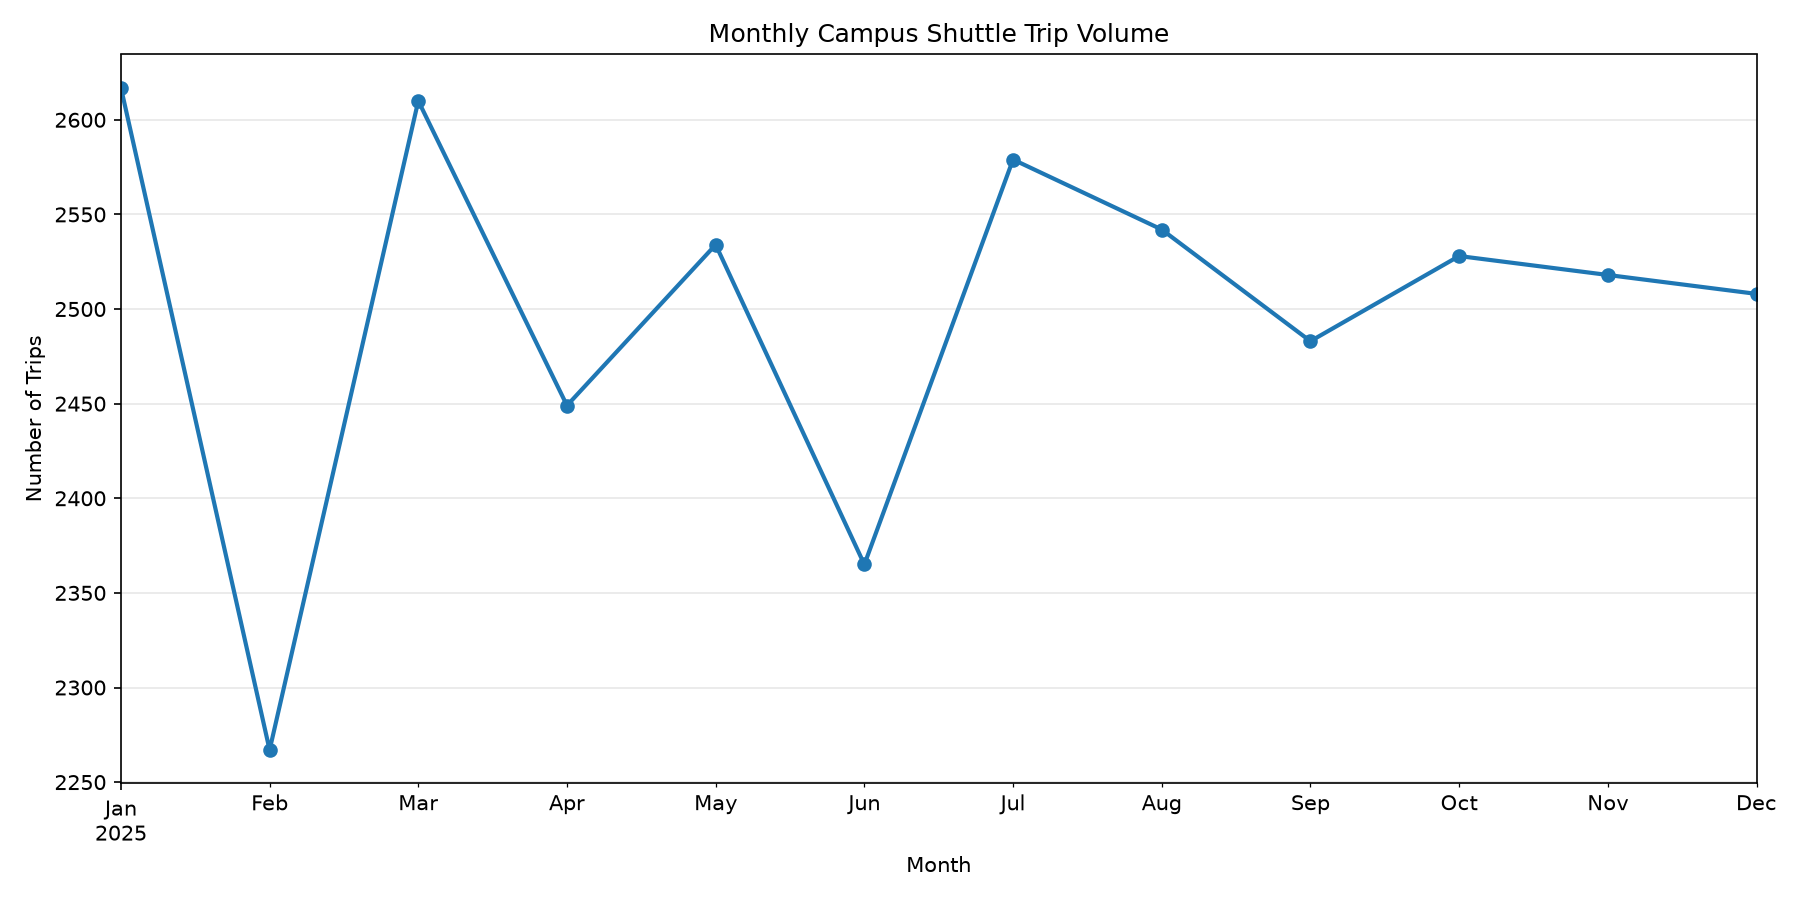 Monthly Campus Shuttle Trip Volume
Number of Trips
2600
2550
2500
2450
2400
2350
2300
2250
Jan Feb Mar Apr May Jun Jul Aug Sep Oct Nov Dec
2025
Month